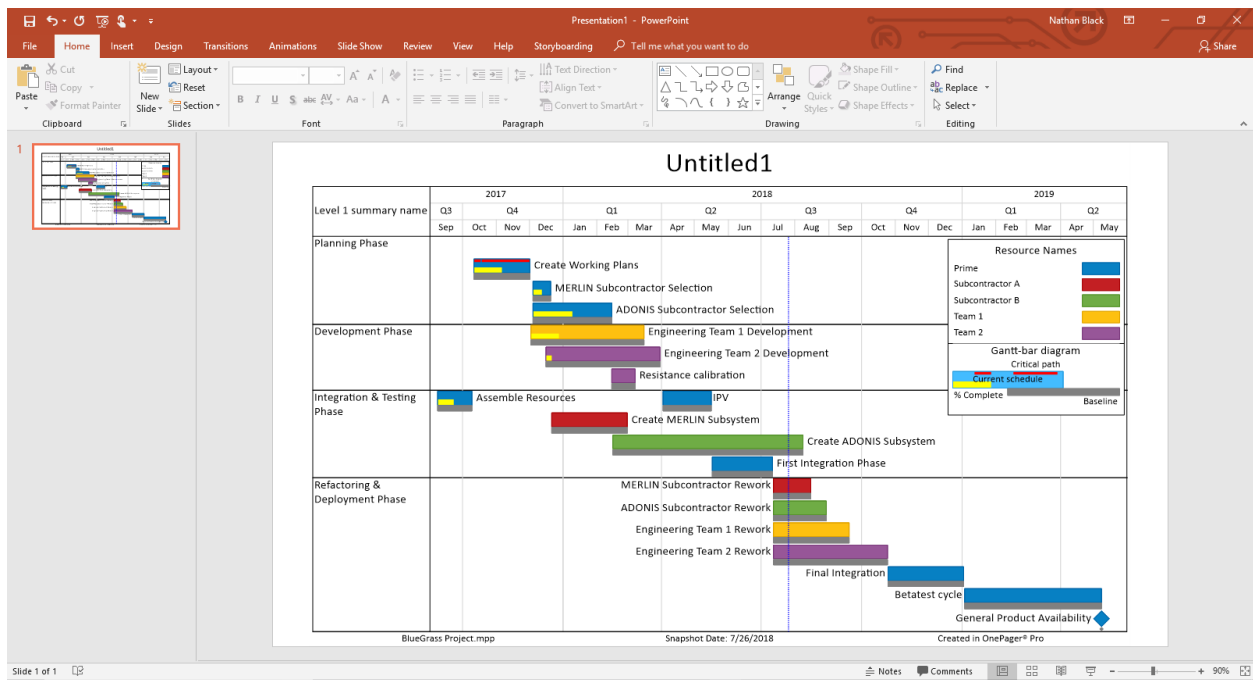 Presentation1 - PowerPoint
Nathan Black
File Home Insert Design Transitions Animations Slide Show Review View Help Storyboarding Tell me what you want to do
Share
Paste
Cut
Copy
Format Painter
Clipboard
New Slide
Layout
Reset
Section
Slides
B I U S abc AV Aa A
Font
Text Direction
Align Text
Convert to SmartArt
Paragraph
Arrange
Quick Styles
Shape Fill
Shape Outline
Shape Effects
Drawing
Find
Replace
Select
Editing
1
Untitled1
2017 2018 2019
Level 1 summary name Q3 Q4 Q1 Q2 Q3 Q4 Q1 Q2
Sep Oct Nov Dec Jan Feb Mar Apr May Jun Jul Aug Sep Oct Nov Dec Jan Feb Mar Apr May
Planning Phase
Create Working Plans
MERLIN Subcontractor Selection
ADONIS Subcontractor Selection
Development Phase
Engineering Team 1 Development
Engineering Team 2 Development
Resistance calibration
Integration & Testing
Phase
Assemble Resources
IPV
Create MERLIN Subsystem
Create ADONIS Subsystem
First Integration Phase
Refactoring &
Deployment Phase
MERLIN Subcontractor Rework
ADONIS Subcontractor Rework
Engineering Team 1 Rework
Engineering Team 2 Rework
Final Integration
Betatest cycle
General Product Availability
Resource Names
Prime
Subcontractor A
Subcontractor B
Team 1
Team 2
Gantt-bar diagram
Critical path
Current schedule
% Complete
Baseline
BlueGrass Project.mpp
Snapshot Date: 7/26/2018
Created in OnePager® Pro
Slide 1 of 1
Notes
Comments
90%